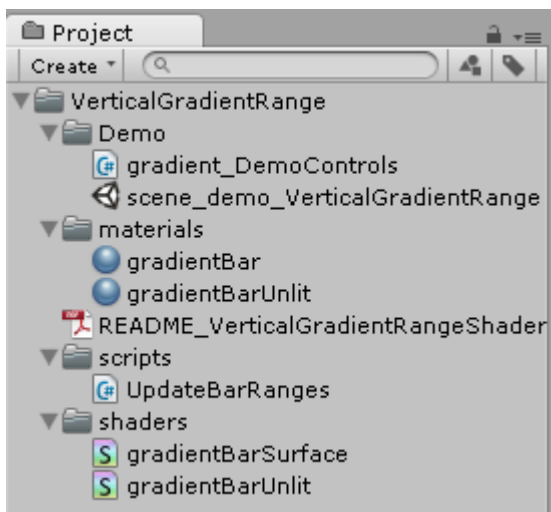 Project
Create
VerticalGradientRange
Demo
gradient_DemoControls
scene_demo_VerticalGradientRange
materials
gradientBar
gradientBarUnlit
README_VerticalGradientRangeShader
scripts
UpdateBarRanges
shaders
gradientBarSurface
gradientBarUnlit